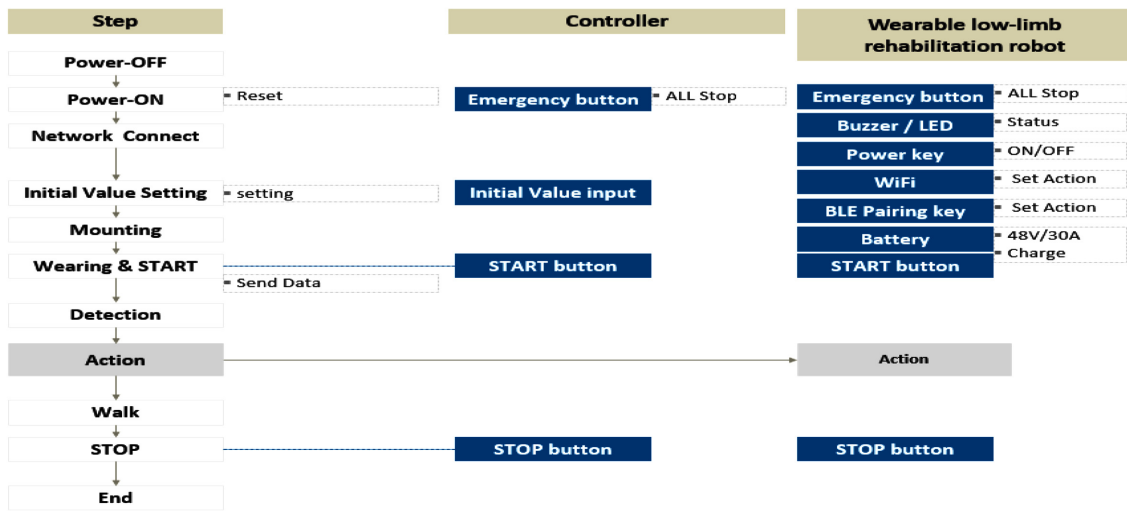 Step
Controller
Wearable low-limb
rehabilitation robot
Power-OFF
Power-ON
Reset
Emergency button
ALL Stop
Emergency button
ALL Stop
Buzzer / LED
Status
Network Connect
Power key
ON/OFF
WiFi
Set Action
Initial Value Setting
setting
Initial Value input
BLE Pairing key
Set Action
Mounting
Battery
48V/30A
Charge
Wearing & START
START button
START button
Send Data
Detection
Action
Action
Walk
STOP
STOP button
STOP button
End